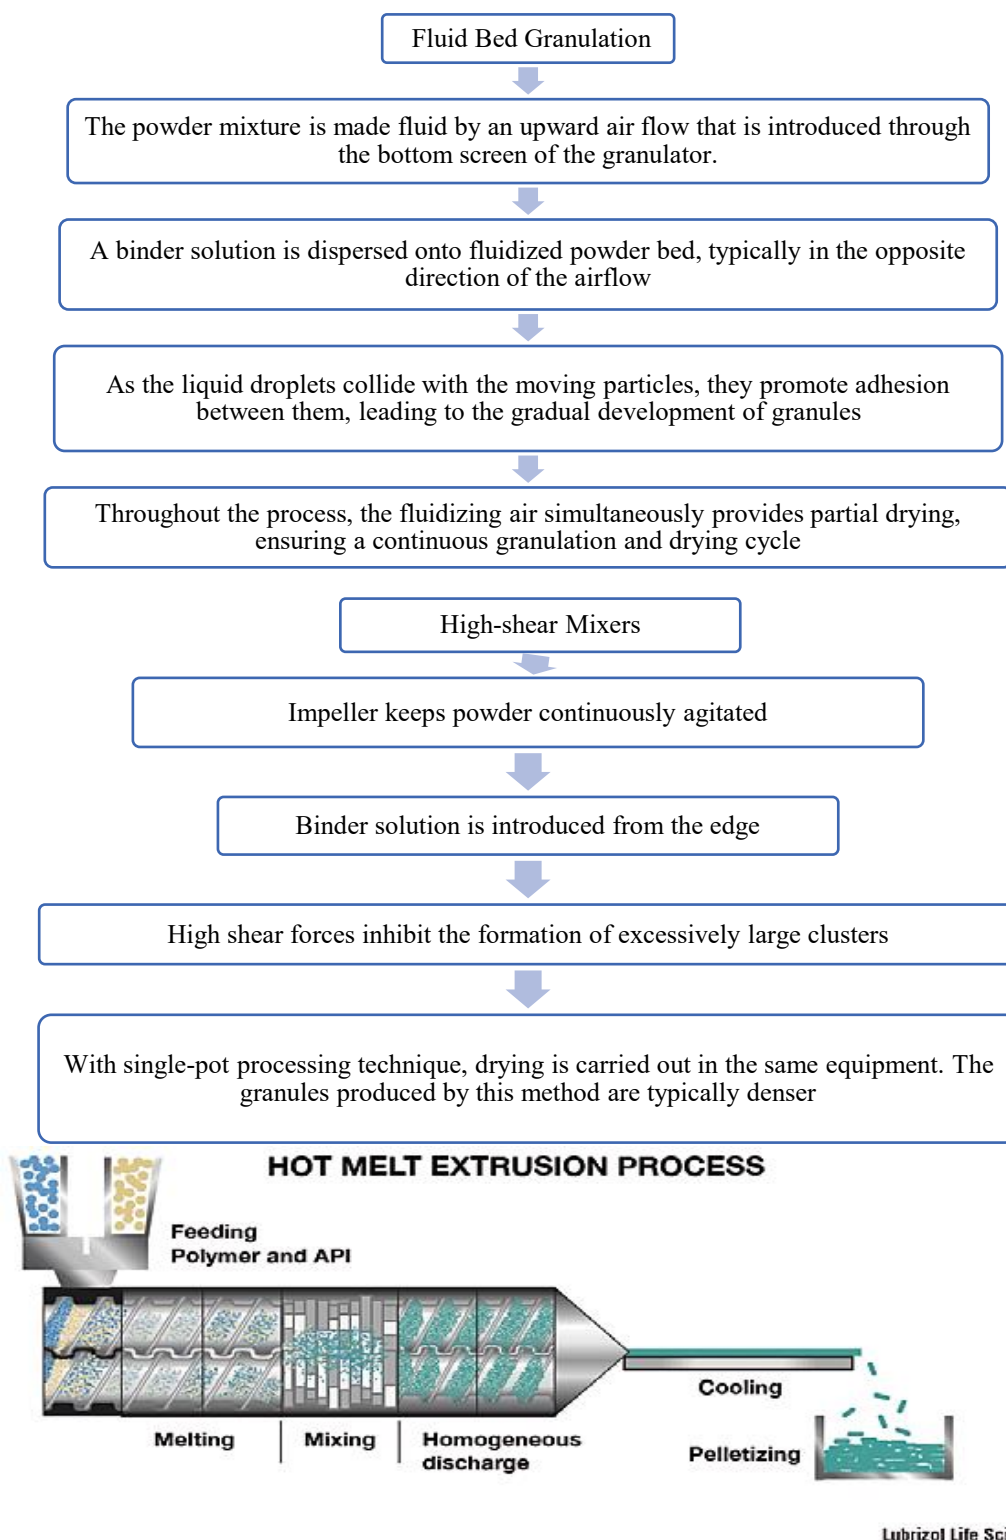 Fluid Bed Granulation
The powder mixture is made fluid by an upward air flow that is introduced through
the bottom screen of the granulator.
A binder solution is dispersed onto fluidized powder bed, typically in the opposite
direction of the airflow
As the liquid droplets collide with the moving particles, they promote adhesion
between them, leading to the gradual development of granules
Throughout the process, the fluidizing air simultaneously provides partial drying,
ensuring a continuous granulation and drying cycle
High-shear Mixers
Impeller keeps powder continuously agitated
Binder solution is introduced from the edge
High shear forces inhibit the formation of excessively large clusters
With single-pot processing technique, drying is carried out in the same equipment. The
granules produced by this method are typically denser
HOT MELT EXTRUSION PROCESS
Feeding
Polymer and API
Cooling
Melting
Mixing
Homogeneous
discharge
Pelletizing
Lubrizol Life Sci